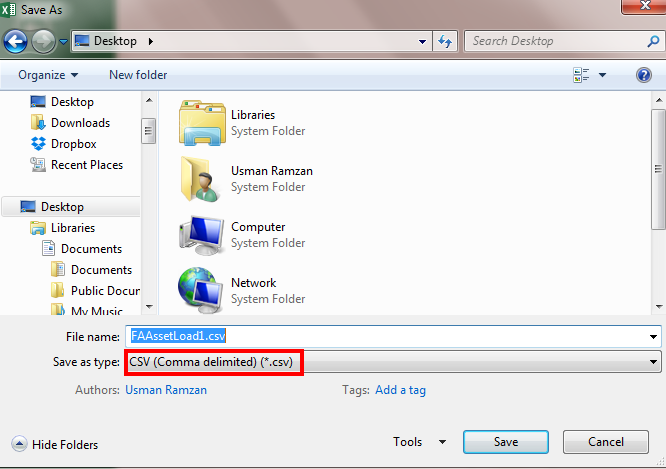 Save As
Desktop
Search Desktop
Organize
New folder
Desktop
Downloads
Dropbox
Recent Places
Desktop
Libraries
Documents
Documents
Public Docum
My Music
Libraries
System Folder
Usman Ramzan
System Folder
Computer
System Folder
Network
System Folder
File name: FAAssetLoad1.csv
Save as type: CSV (Comma delimited) (*.csv)
Authors: Usman Ramzan Tags: Add a tag
Hide Folders Tools Save Cancel